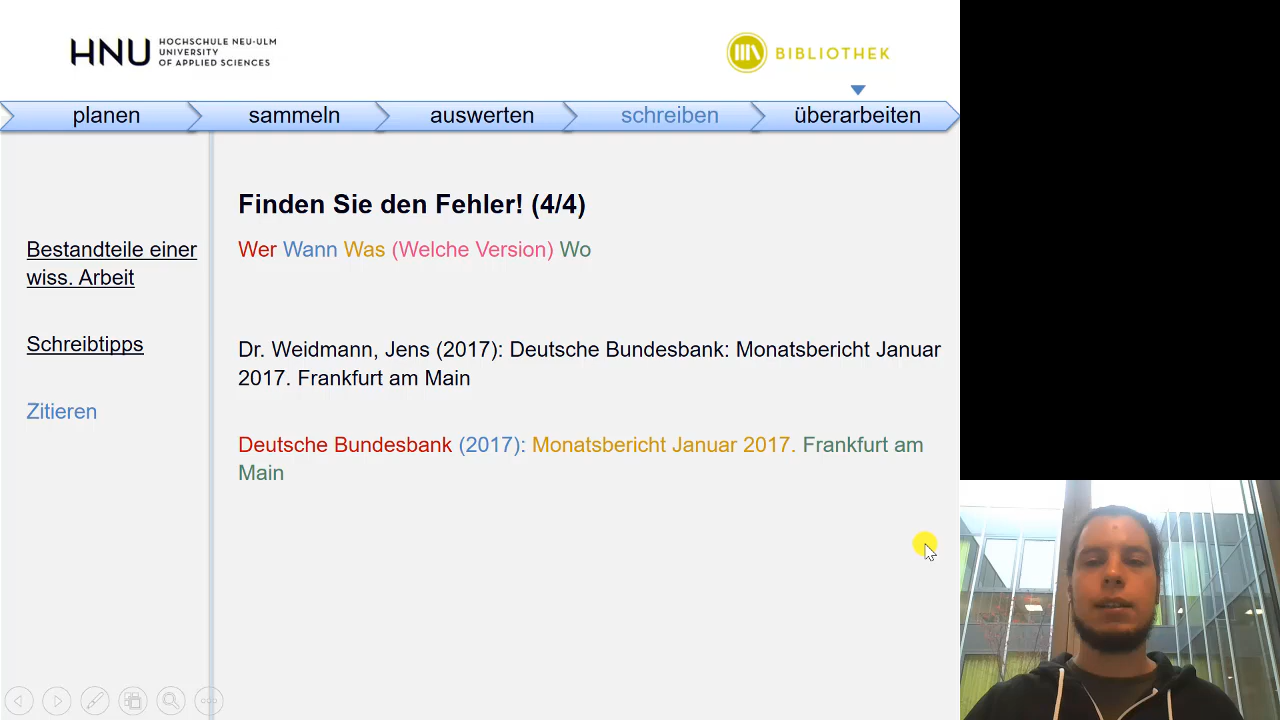 HNU HOCHSCHULE NEU-ULM
UNIVERSITY
OF APPLIED SCIENCES
BIBLIOTHEK
planen sammeln auswerten schreiben überarbeiten
Finden Sie den Fehler! (4/4)
Wer Wann Was (Welche Version) Wo
Bestandteile einer
wiss. Arbeit
Schreibtipps
Zitieren
Dr. Weidmann, Jens (2017): Deutsche Bundesbank: Monatsbericht Januar
2017. Frankfurt am Main
Deutsche Bundesbank (2017): Monatsbericht Januar 2017. Frankfurt am
Main